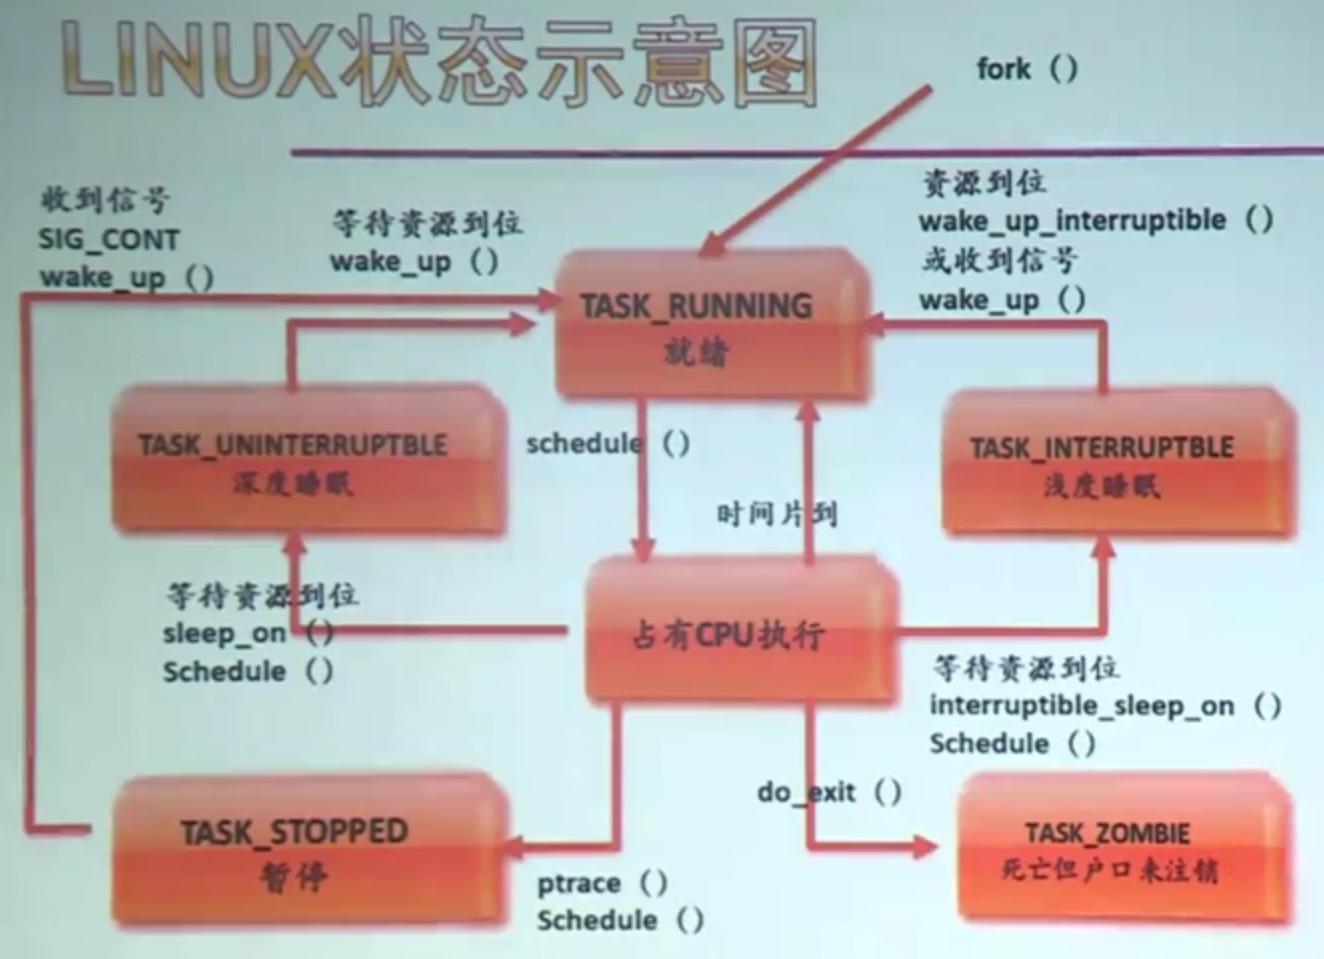 LINUX状态示意图
fork（）
收到信号
SIG_CONT
wake_up（）
等待资源到位
wake_up（）
资源到位
wake_up_interruptible（）
或收到信号
wake_up（）
TASK_RUNNING
就绪
TASK_UNINTERRUPTBLE
深度睡眠
schedule（）
时间片到
TASK_INTERRUPTBLE
浅度睡眠
等待资源到位
sleep_on（）
Schedule（）
占有CPU执行
等待资源到位
interruptible_sleep_on（）
Schedule（）
do_exit（）
TASK_STOPPED
暂停
ptrace（）
Schedule（）
TASK_ZOMBIE
死亡但户口未注销